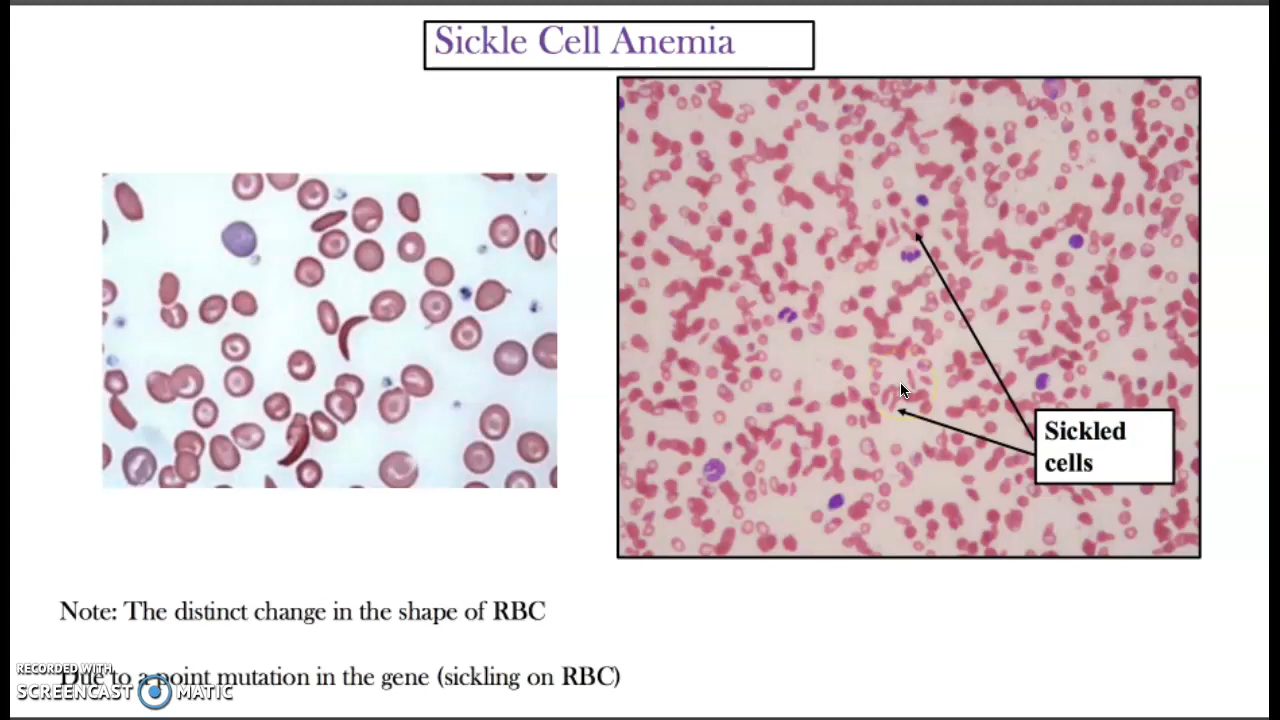 Sickle Cell Anemia
Sickled
cells
Note: The distinct change in the shape of RBC
Due to a point mutation in the gene (sickling on RBC)
RECORDED WITH
SCREENCAST MATIC